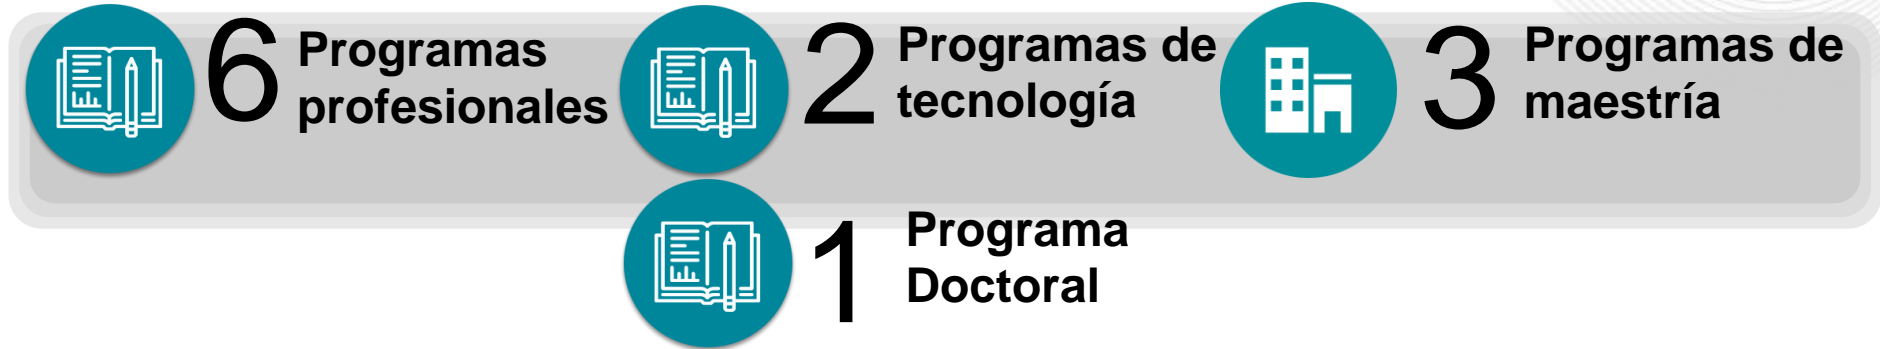 6 Programas
profesionales
2 Programas de
tecnología
3 Programas de
maestría
1 Programa
Doctoral